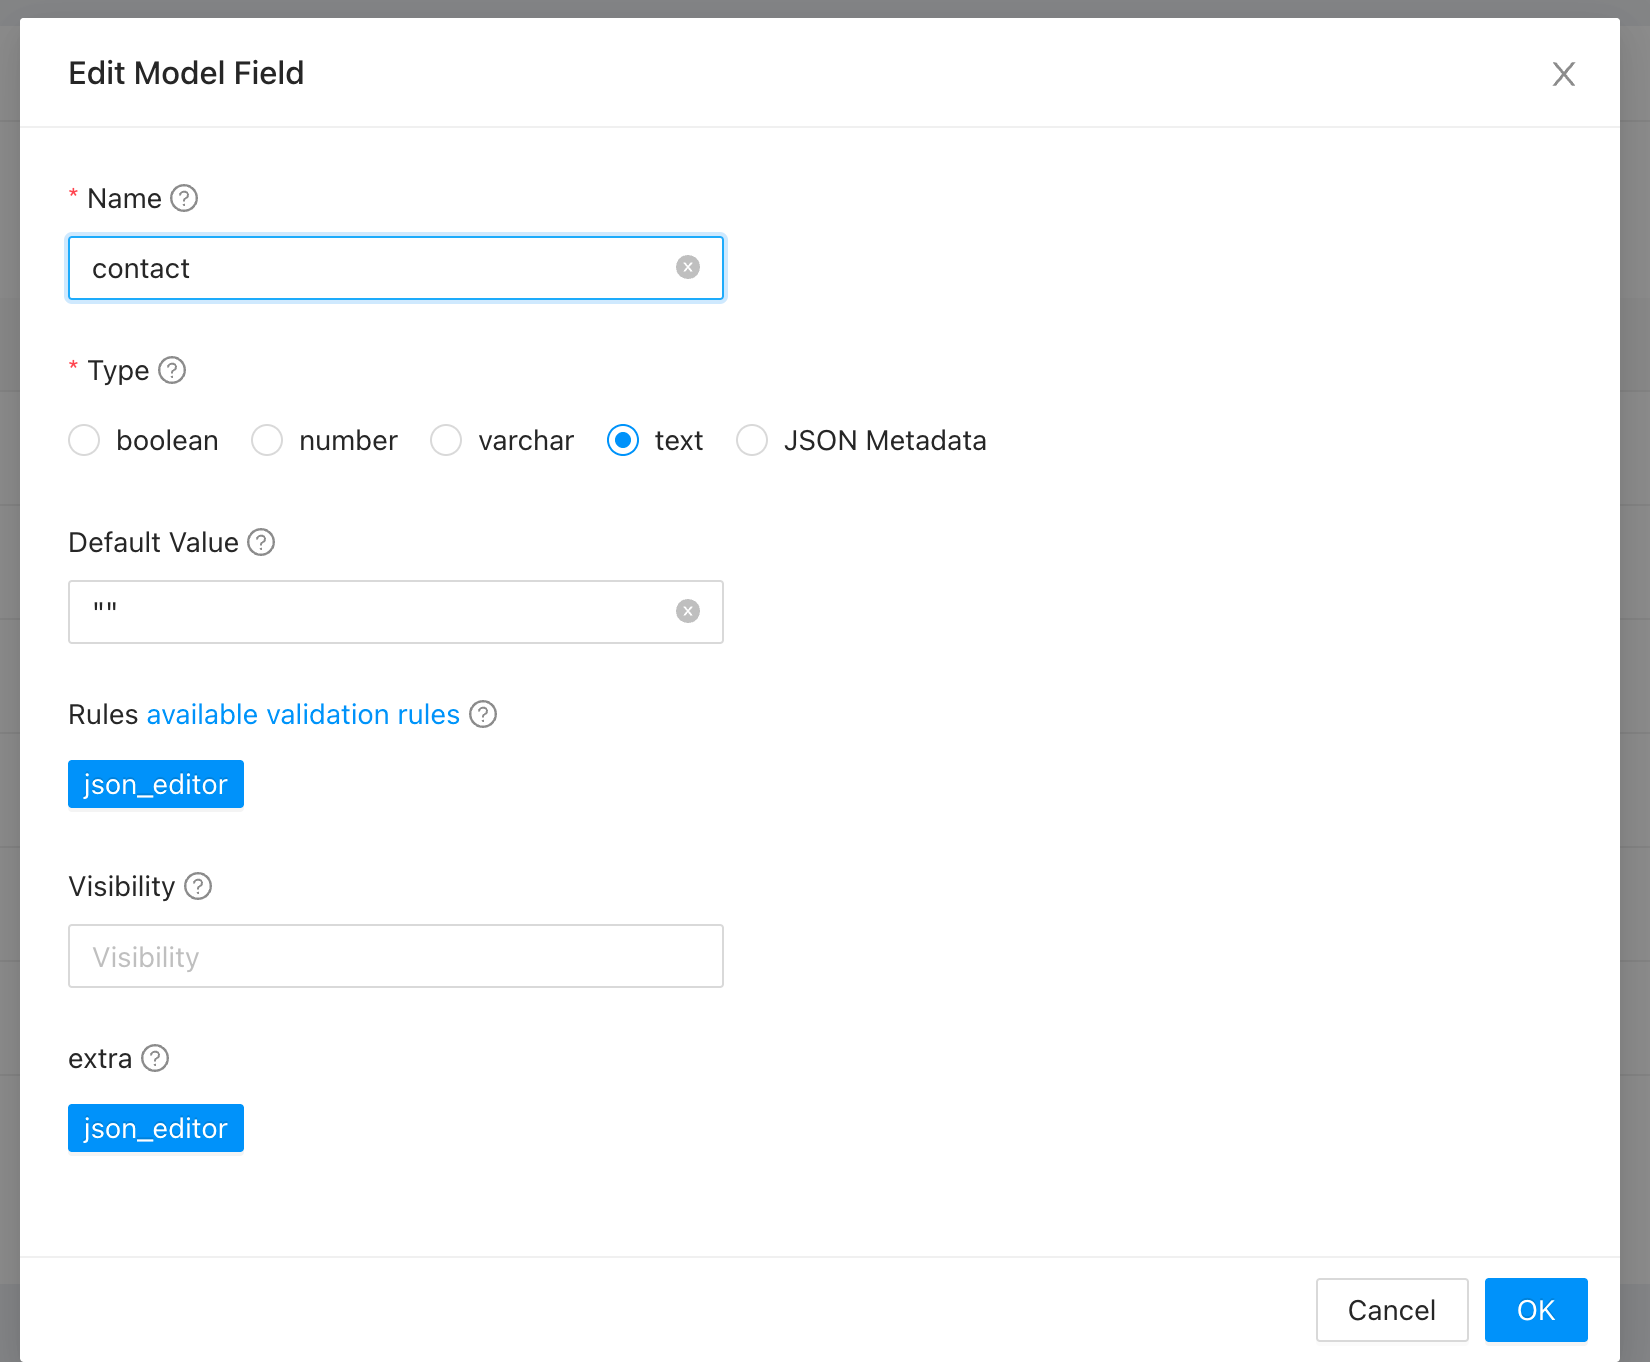 Edit Model Field
* Name
contact
* Type
boolean number varchar text JSON Metadata
Default Value
""
Rules available validation rules
json_editor
Visibility
Visibility
extra
json_editor
Cancel OK